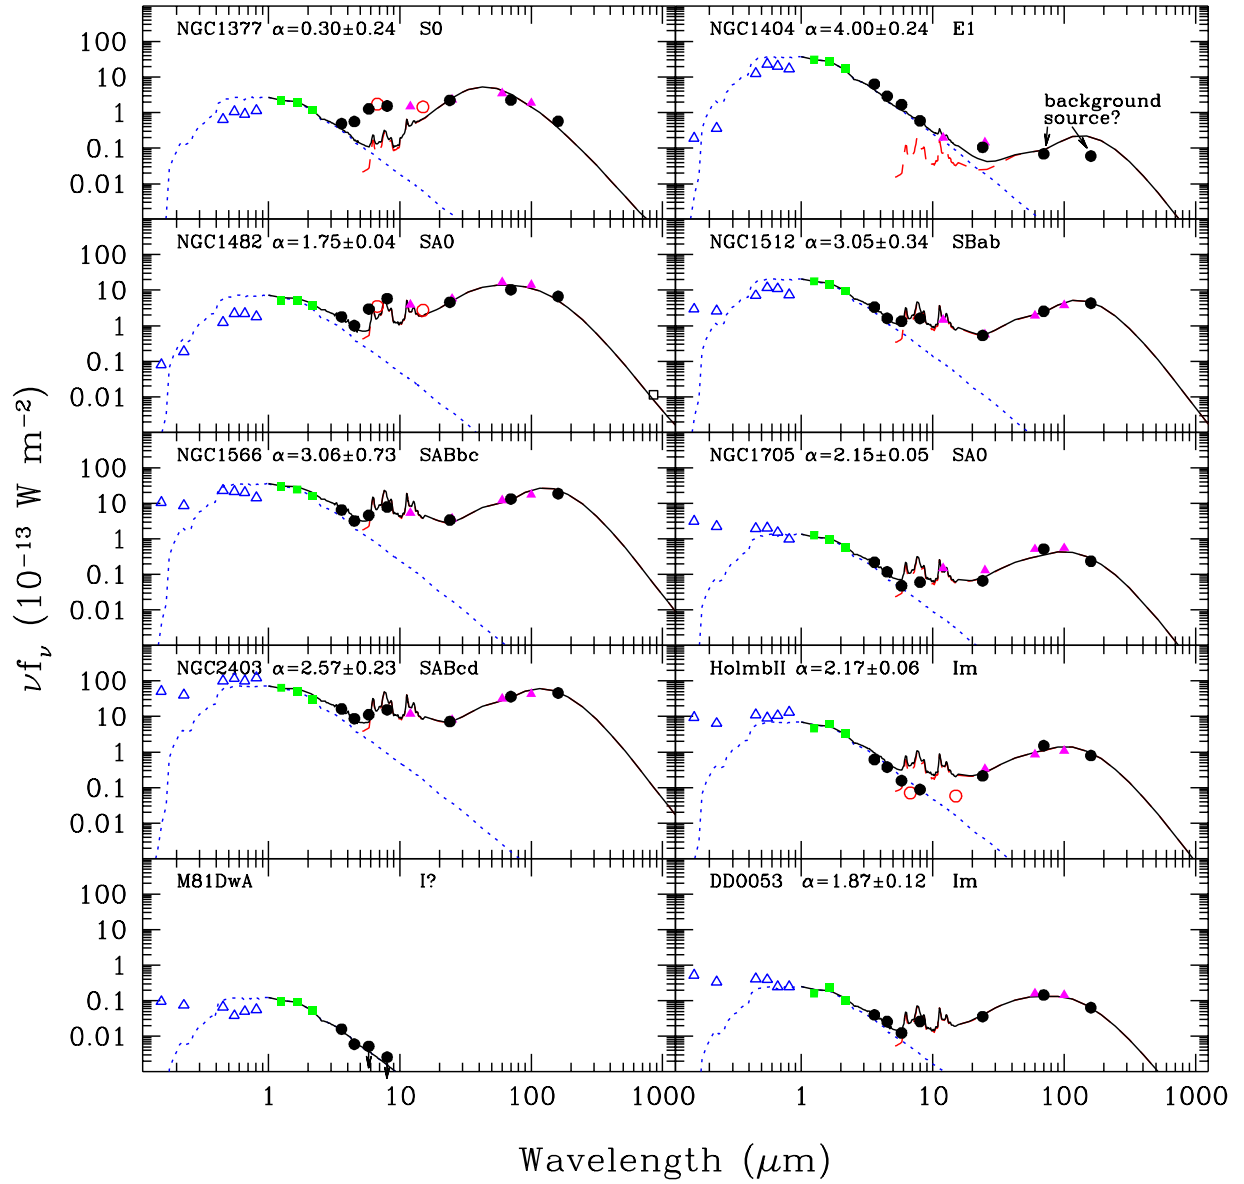 NGC1377 α=0.30±0.24 S0
NGC1404 α=4.00±0.24 E1
background
source?
100
10
1
0.1
0.01
NGC1482 α=1.75±0.04 SA0
NGC1512 α=3.05±0.34 SBab
100
10
1
0.1
0.01
NGC1566 α=3.06±0.73 SABbc
NGC1705 α=2.15±0.05 SA0
100
10
1
0.1
0.01
NGC2403 α=2.57±0.23 SABcd
HolmbII α=2.17±0.06 Im
100
10
1
0.1
0.01
M81DwA I?
DDO053 α=1.87±0.12 Im
100
10
1
0.1
0.01
1 10 100 1000 1 10 100 1000
νfν (10−13 W m−2)
Wavelength (μm)